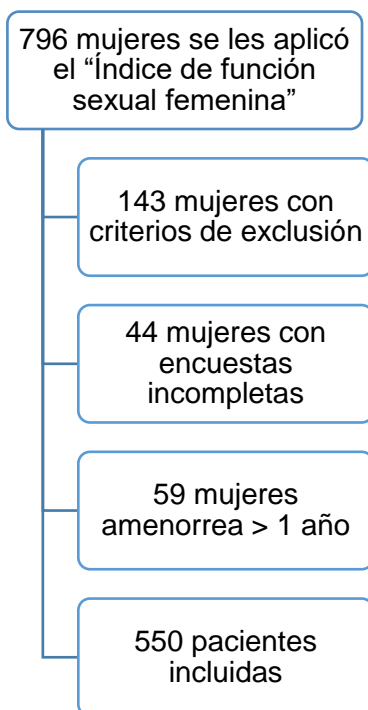 796 mujeres se les aplicó
el “Índice de función
sexual femenina”
143 mujeres con
criterios de exclusión
44 mujeres con
encuestas
incompletas
59 mujeres
amenorrea > 1 año
550 pacientes
incluidas